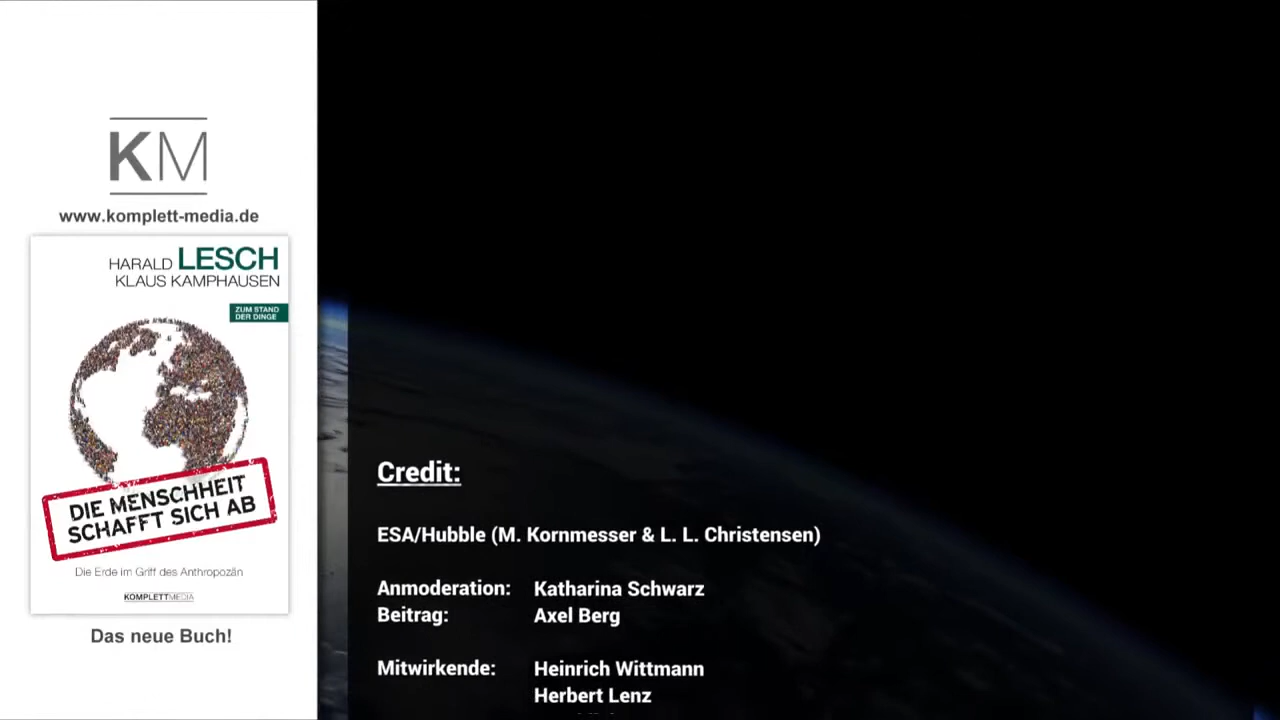 KM
www.komplett-media.de
HARALD LESCH
KLAUS KAMPHAUSEN
ZUM STAND
DER DINGE
DIE MENSCHHEIT
SCHAFFT SICH AB
Die Erde im Griff des Anthropozän
KOMPLETTMEDIA
Das neue Buch!
Credit:
ESA/Hubble (M. Kornmesser & L. L. Christensen)
Anmoderation: Katharina Schwarz
Beitrag: Axel Berg
Mitwirkende: Heinrich Wittmann
Herbert Lenz